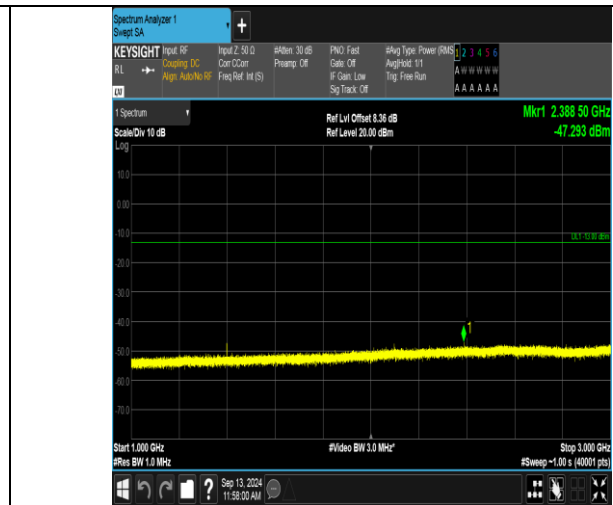 Spectrum Analyzer 1
Swept SA
+
KEYSIGHT
RL
LXI
Input: RF
Coupling: DC
Align: Auto/No RF
Input Z: 50 Ω
Corr CCorr
Freq Ref: Int (S)
#Atten: 30 dB
Preamp: Off
PNO: Fast
Gate: Off
IF Gain: Low
Sig Track: Off
#Avg Type: Power (RMS
Avg|Hold: 1/1
Trig: Free Run
1 2 3 4 5 6
A W W W W W
A A A A A A
1 Spectrum
Scale/Div 10 dB
Log
Ref Lvl Offset 8.36 dB
Ref Level 20.00 dBm
Mkr1 2.388 50 GHz
-47.293 dBm
10.0
0.00
-10.0
DL1 -13.00 dBm
-20.0
-30.0
-40.0
1
-50.0
-60.0
-70.0
Start 1.000 GHz
#Res BW 1.0 MHz
#Video BW 3.0 MHz*
Stop 3.000 GHz
#Sweep ~1.00 s (40001 pts)
?
Sep 13, 2024
11:58:00 AM